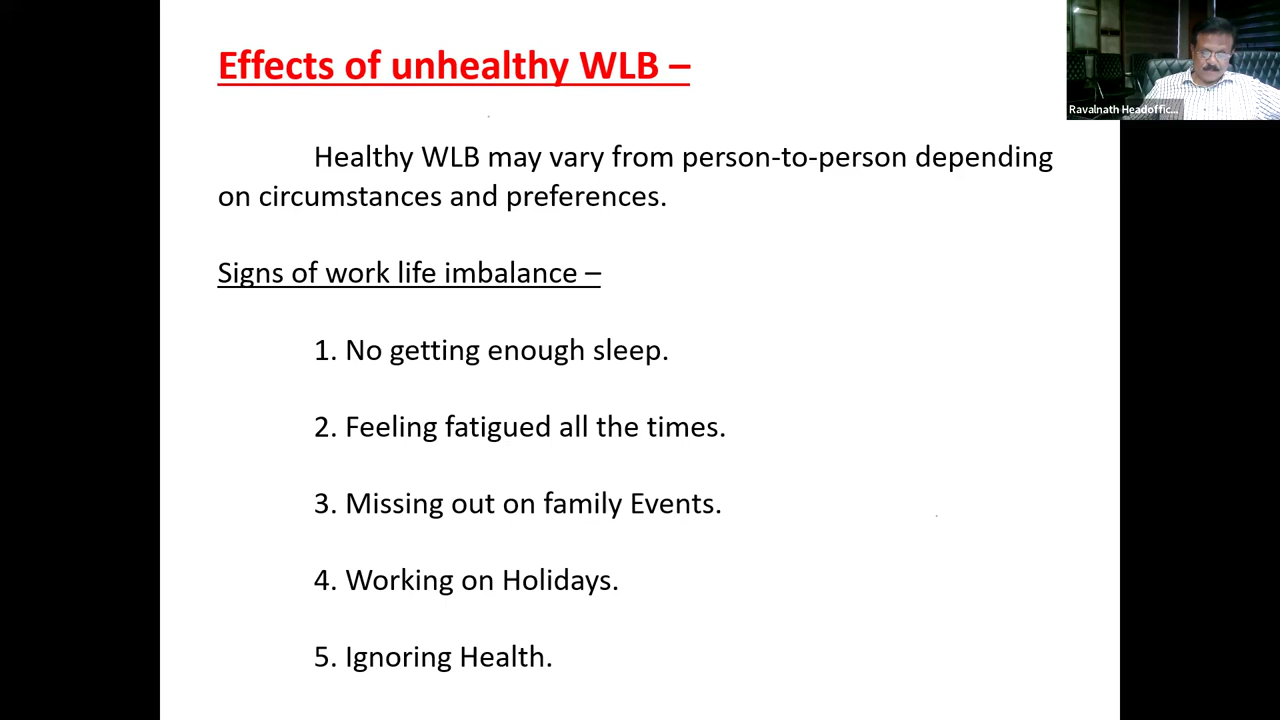 Effects of unhealthy WLB –
Ravalnath Headoffic...
Healthy WLB may vary from person-to-person depending
on circumstances and preferences.
Signs of work life imbalance –
1. No getting enough sleep.
2. Feeling fatigued all the times.
3. Missing out on family Events.
4. Working on Holidays.
5. Ignoring Health.